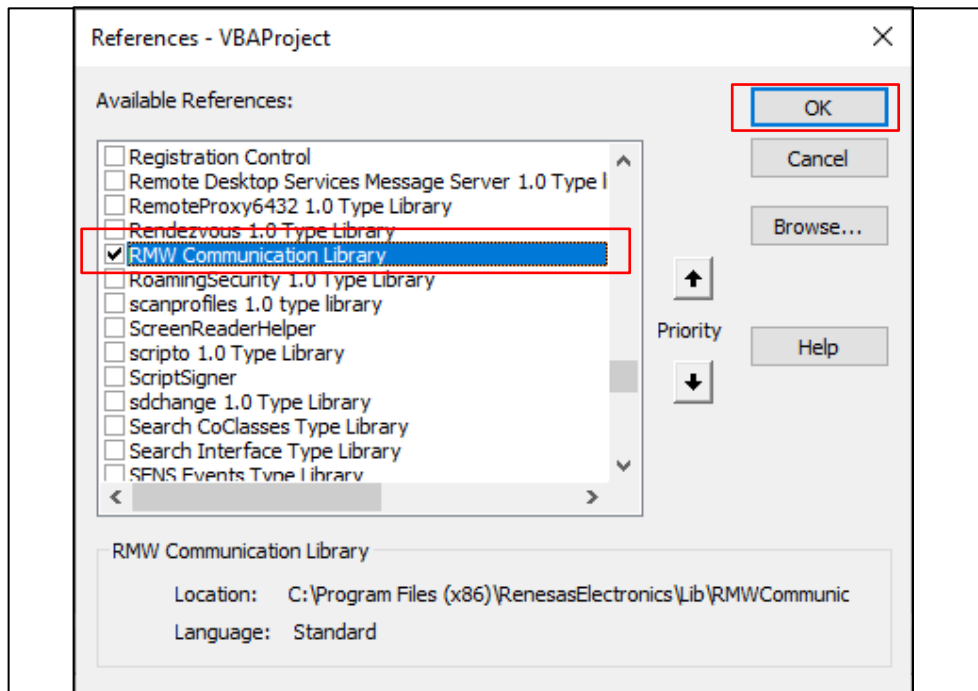 References - VBAProject
Available References:
OK
Registration Control
Cancel
Remote Desktop Services Message Server 1.0 Type l
RemoteProxy6432 1.0 Type Library
Rendezvous 1.0 Type Library
Browse...
RMW Communication Library
RoamingSecurity 1.0 Type Library
scanprofiles 1.0 type library
ScreenReaderHelper
Priority
scripto 1.0 Type Library
Help
ScriptSigner
sdchange 1.0 Type Library
Search CoClasses Type Library
Search Interface Type Library
SENS Events Type Library
RMW Communication Library
Location: C:\Program Files (x86)\RenesasElectronics\Lib\RMWCommunic
Language: Standard